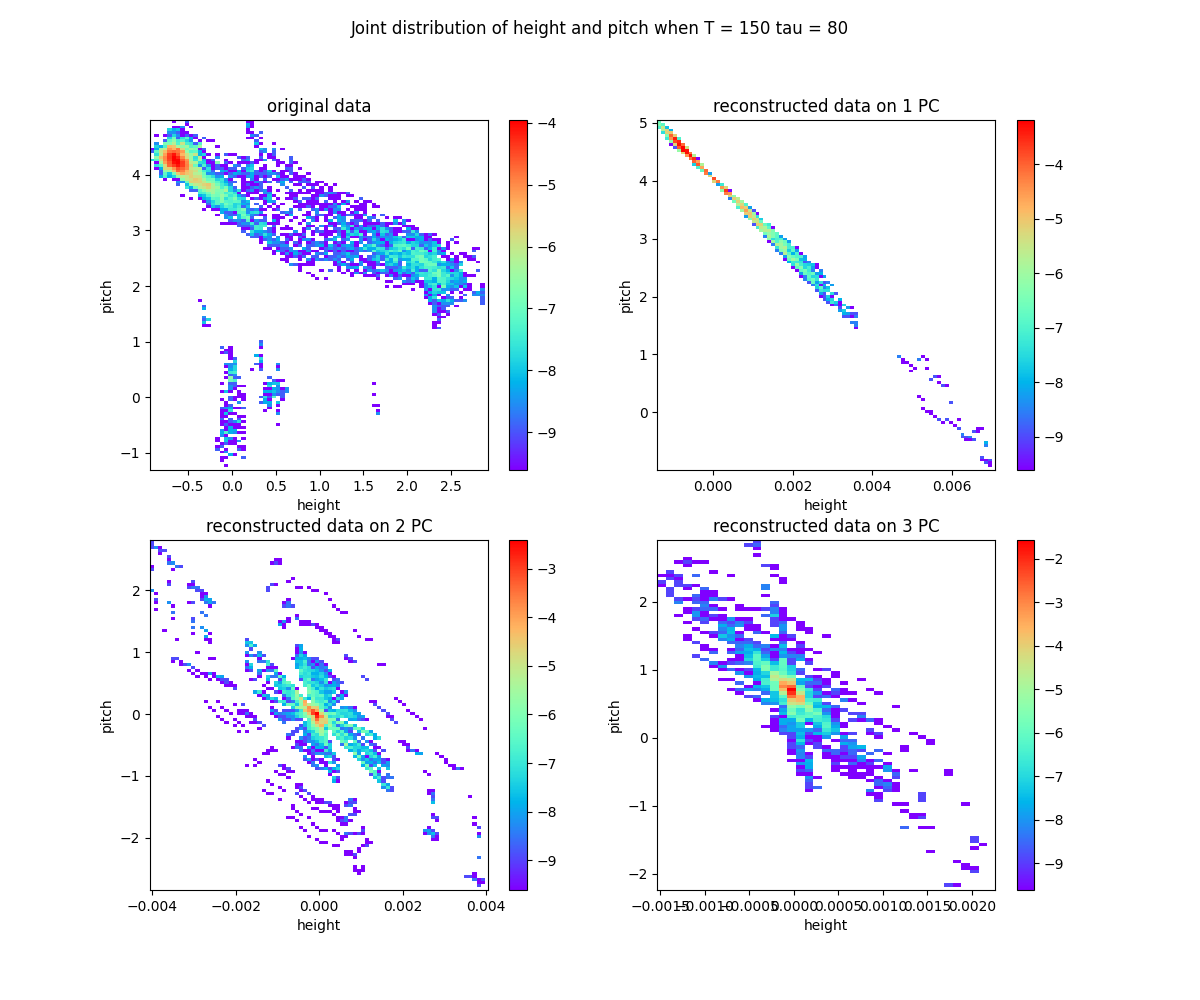 Joint distribution of height and pitch when T = 150 tau = 80
original data
reconstructed data on 1 PC
4
3
2
1
0
−1
pitch
−0.5 0.0 0.5 1.0 1.5 2.0 2.5
height
−4
−5
−6
−7
−8
−9
5
4
3
2
1
0
pitch
0.000 0.002 0.004 0.006
height
−4
−5
−6
−7
−8
−9
reconstructed data on 2 PC
reconstructed data on 3 PC
2
1
0
−1
−2
pitch
−0.004 −0.002 0.000 0.002 0.004
height
−3
−4
−5
−6
−7
−8
−9
2
1
0
−1
−2
pitch
−0.0015 −0.0010 −0.0005 0.0000 0.0005 0.0010 0.0015 0.0020
height
−2
−3
−4
−5
−6
−7
−8
−9